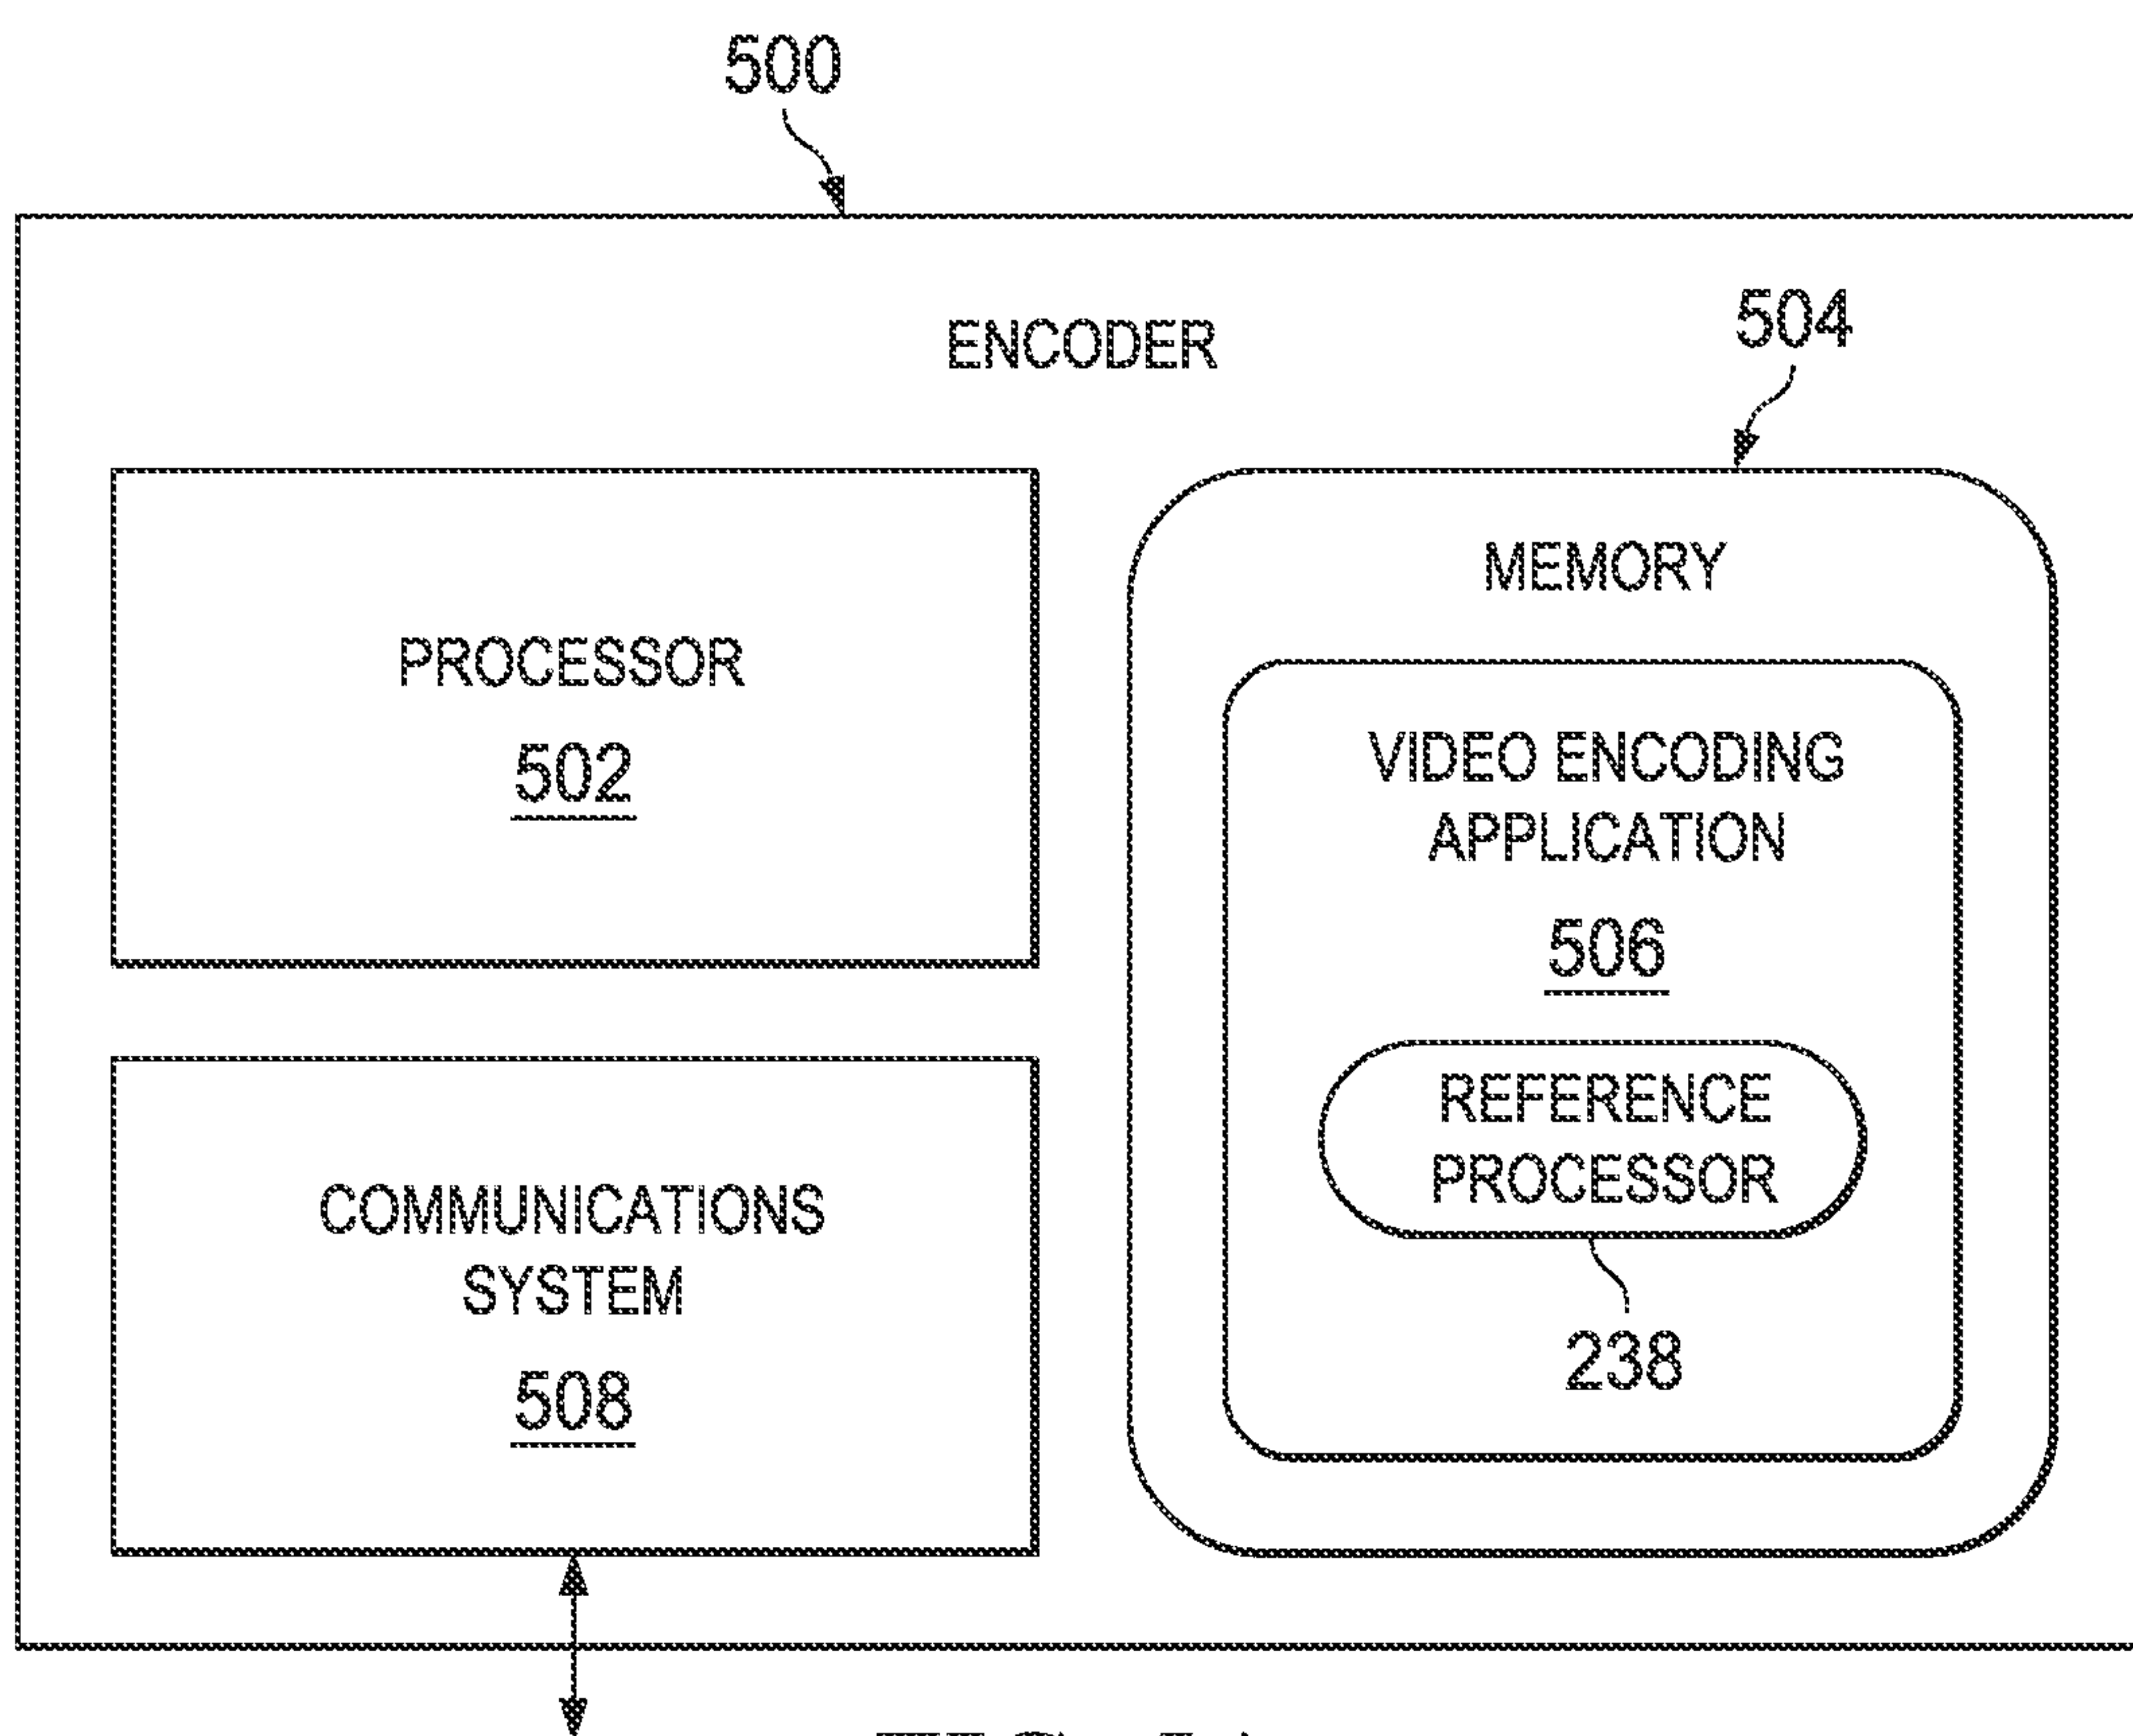 500
ENCODER
504
PROCESSOR
502
MEMORY
VIDEO ENCODING
APPLICATION
506
REFERENCE
PROCESSOR
238
COMMUNICATIONS
SYSTEM
508